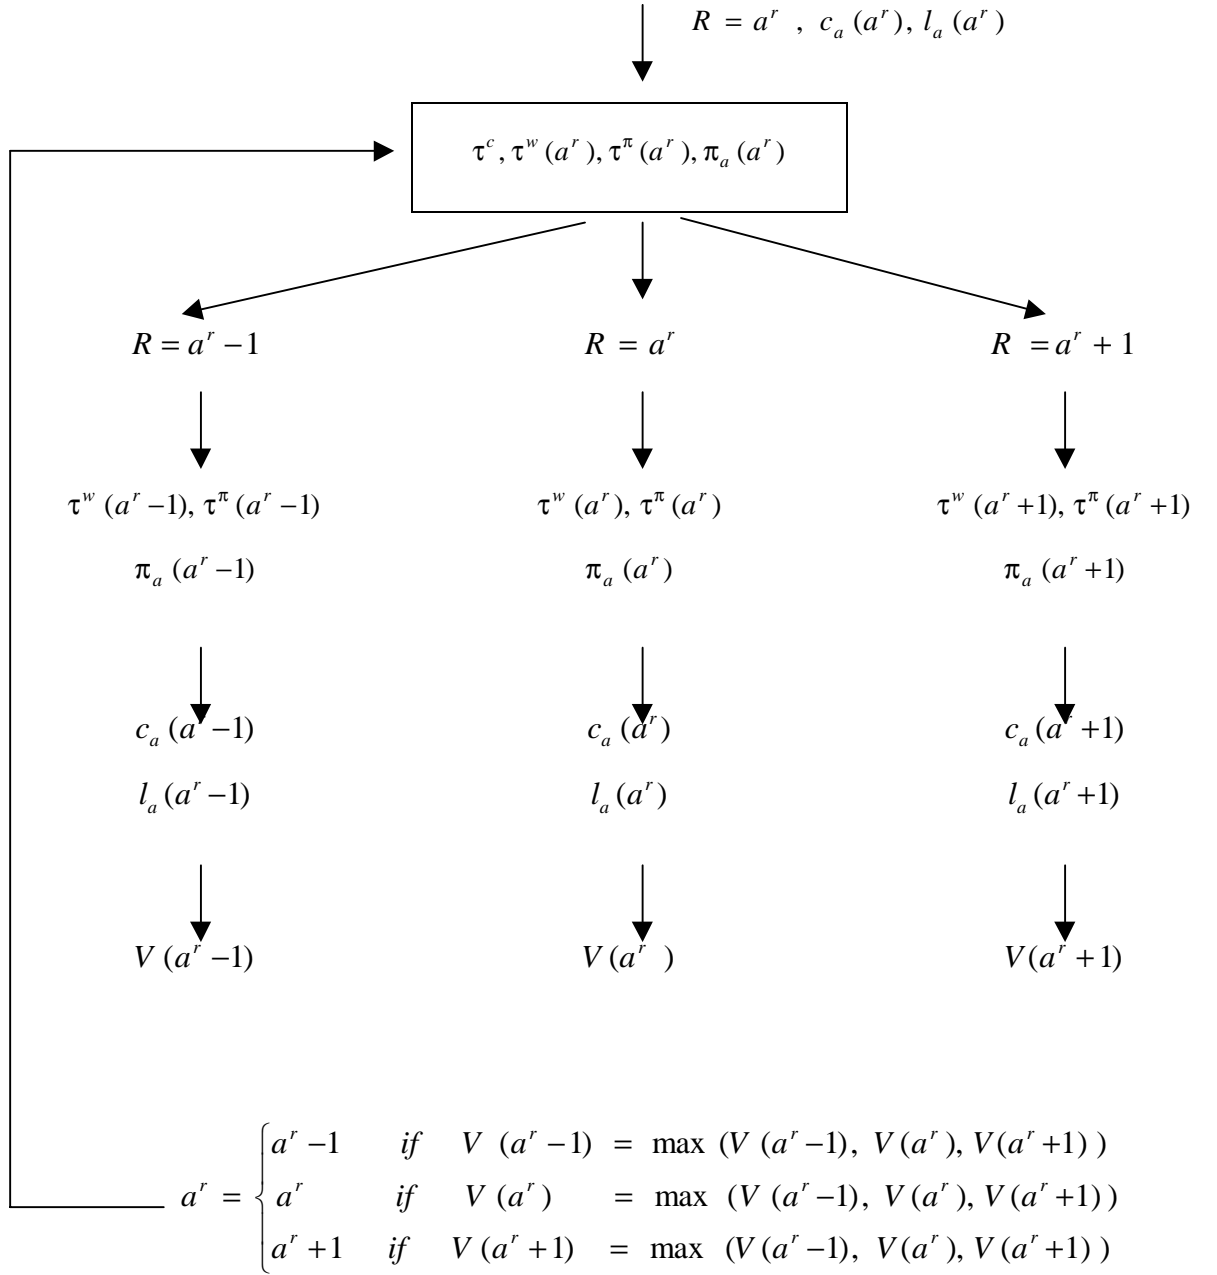 R = a^r , c_a (a^r), l_a (a^r)
τ^c, τ^w (a^r), τ^π (a^r), π_a (a^r)
R = a^r −1 R = a^r R = a^r + 1
τ^w (a^r −1), τ^π (a^r −1) τ^w (a^r), τ^π (a^r) τ^w (a^r +1), τ^π (a^r +1)
π_a (a^r −1) π_a (a^r) π_a (a^r +1)
c_a (a^r −1) c_a (a^r) c_a (a^r +1)
l_a (a^r −1) l_a (a^r) l_a (a^r +1)
V (a^r −1) V (a^r ) V(a^r +1)
a^r −1 if V (a^r −1) = max (V (a^r −1), V(a^r), V(a^r +1) )
a^r = { a^r if V (a^r) = max (V (a^r −1), V (a^r), V (a^r +1) )
a^r +1 if V (a^r +1) = max (V(a^r −1), V(a^r), V (a^r +1) )